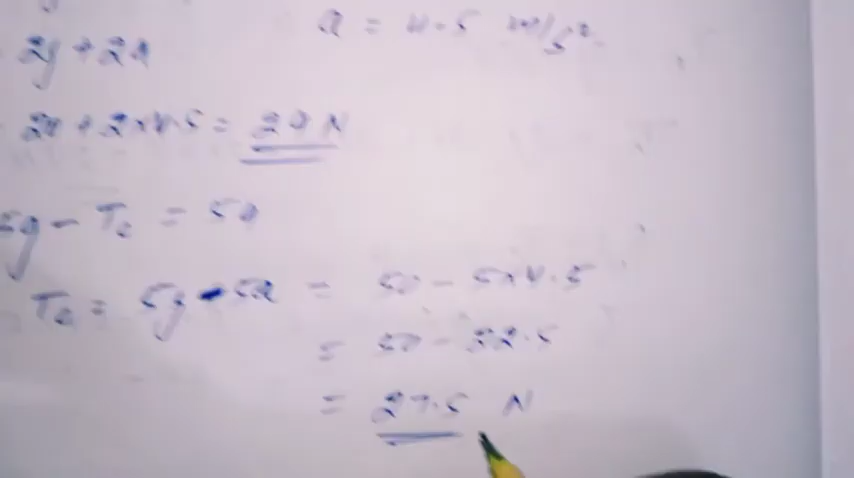 a = 4.5 m/s².
2g + 2a
20 + 2×4.5 = 29 N
5g - T₂ = 5a
T₂ = 5g - 5a = 50 - 5×4.5
= 50 - 22.5
= 27.5 N